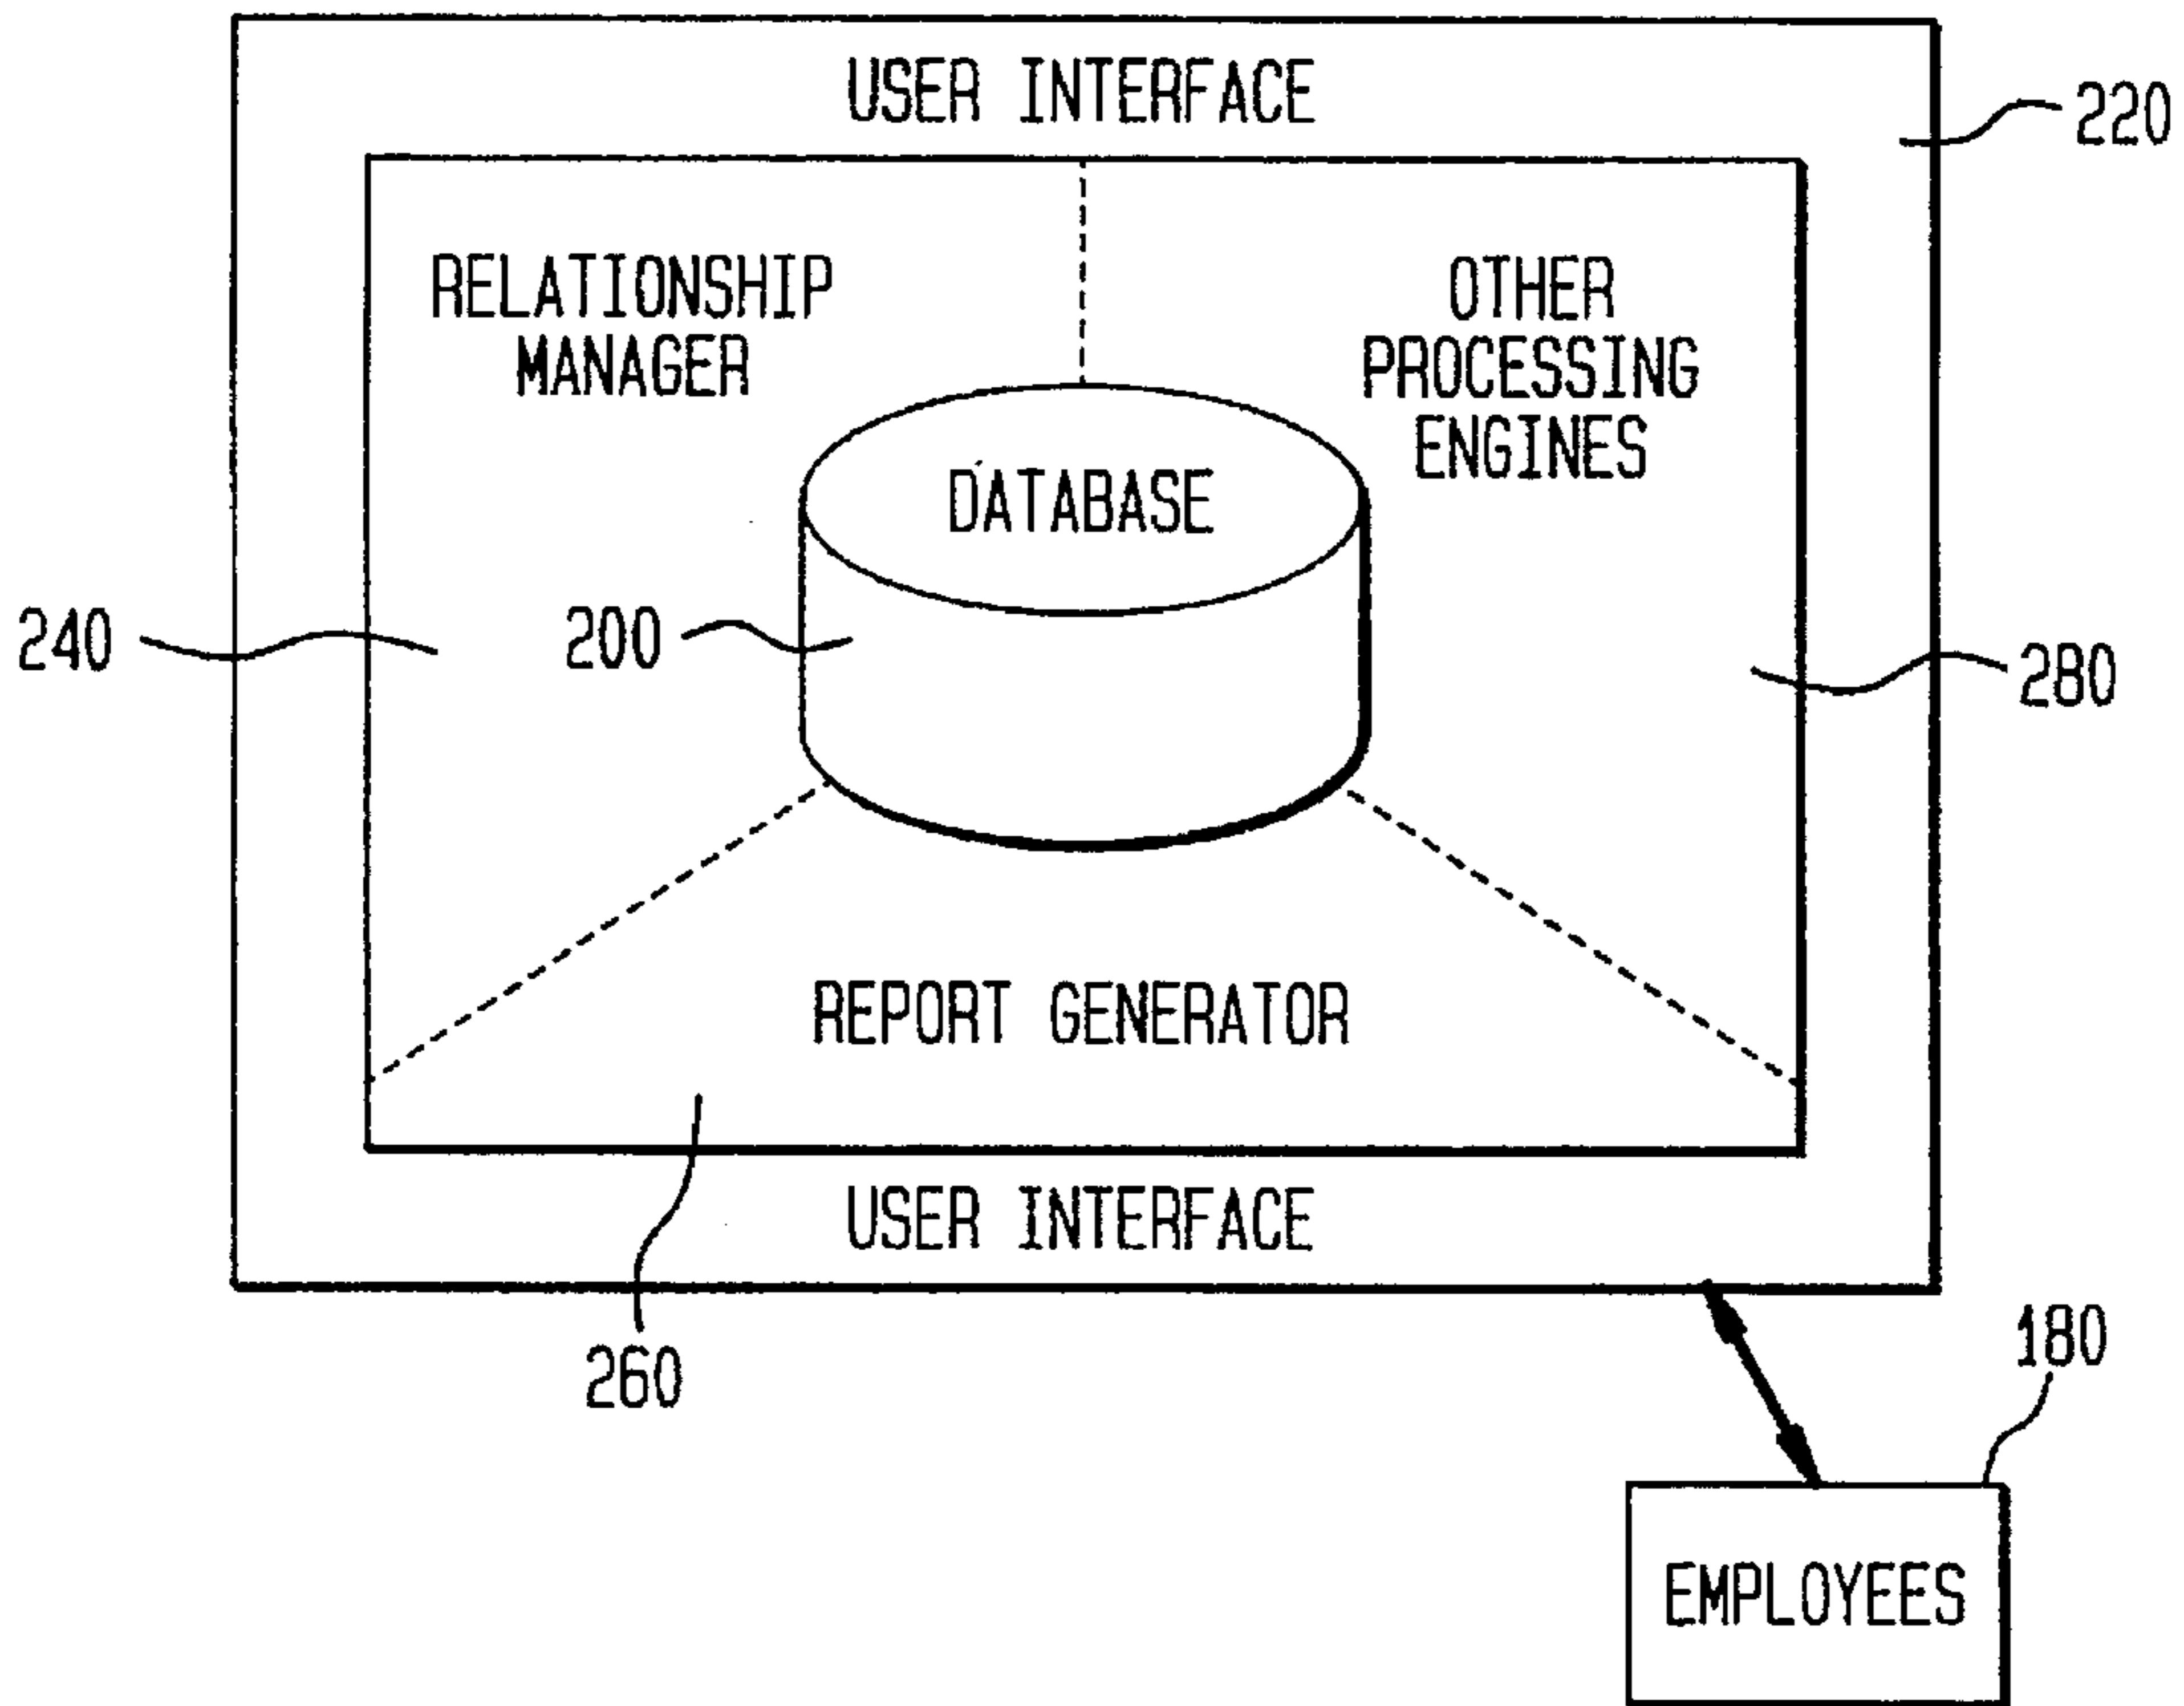 USER INTERFACE
220
RELATIONSHIP
MANAGER
OTHER
PROCESSING
ENGINES
DATABASE
240
200
280
REPORT GENERATOR
USER INTERFACE
260
180
EMPLOYEES